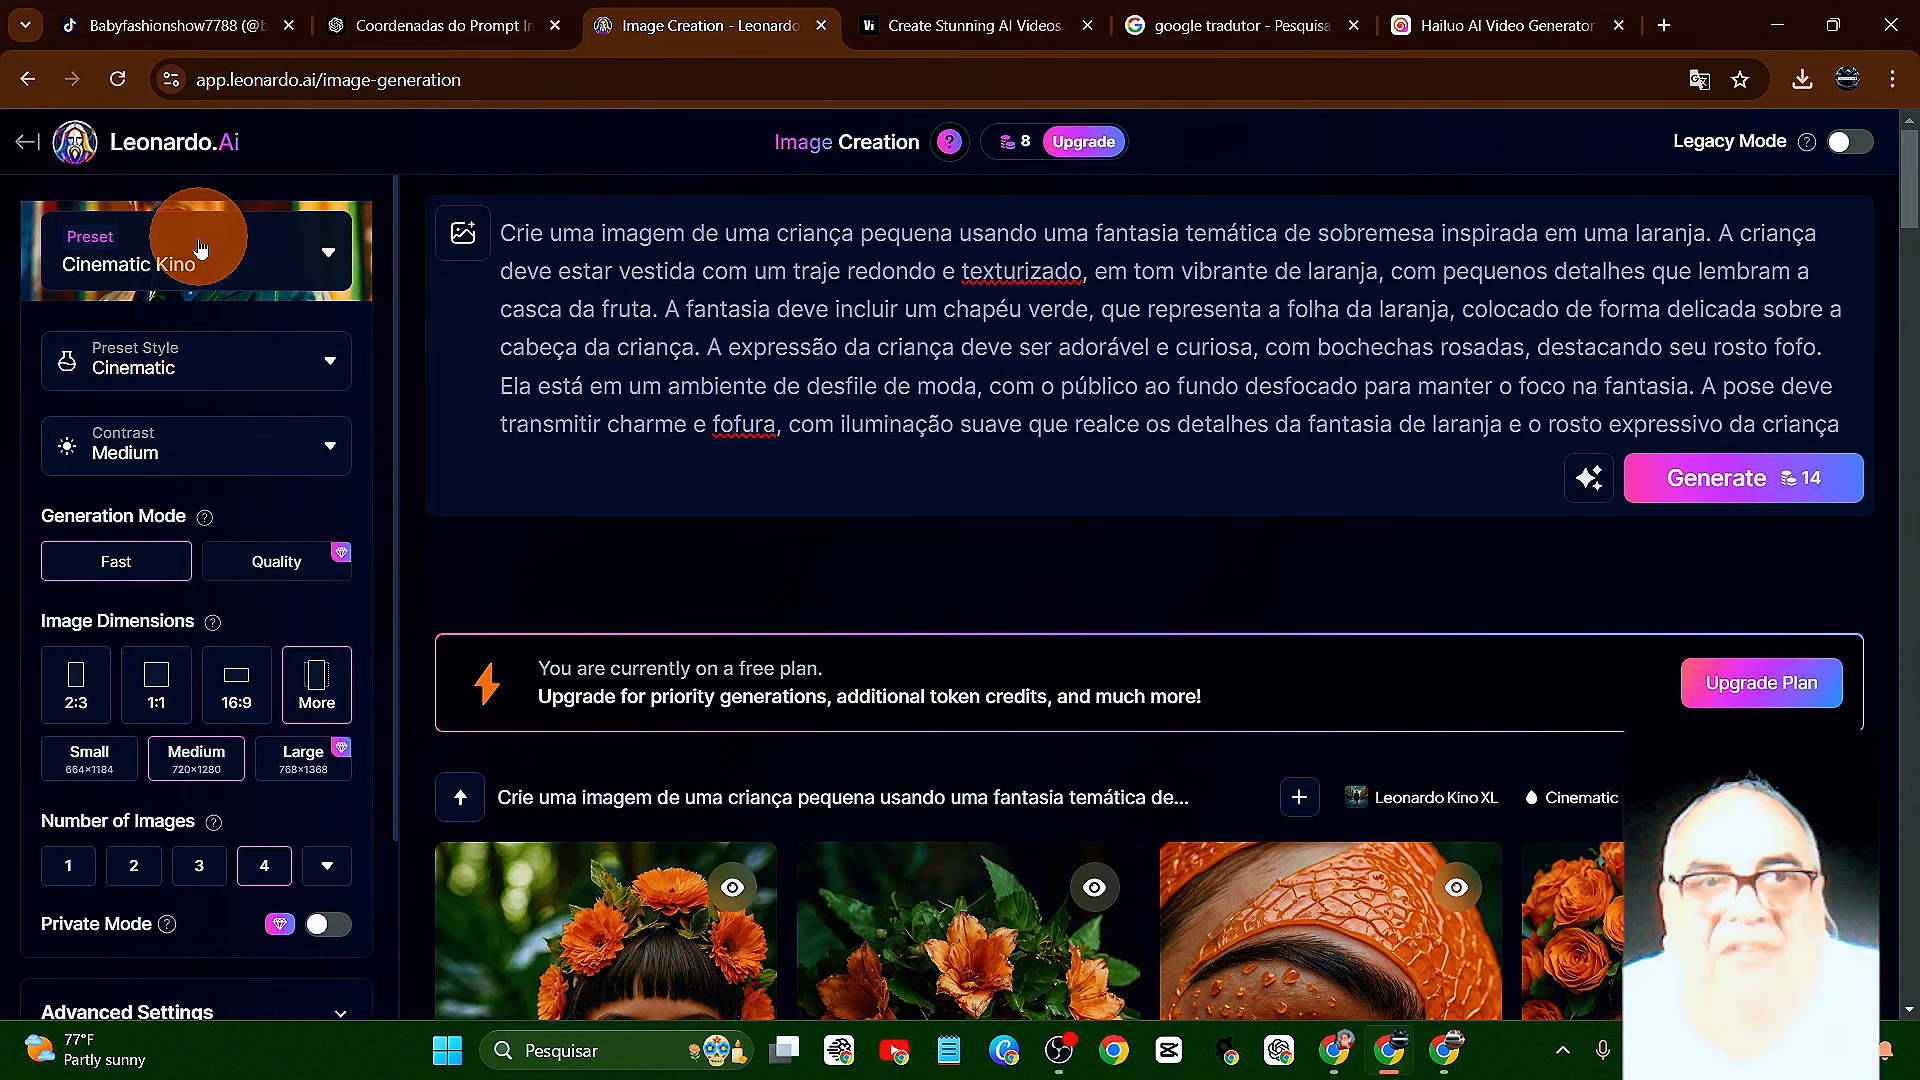 Babyfashionshow7788 (@b
Coordenadas do Prompt In
Image Creation - Leonardo
Create Stunning AI Videos
google tradutor - Pesquisa
Hailuo AI Video Generator
app.leonardo.ai/image-generation
Leonardo.Ai
Image Creation
?
8
Upgrade
Legacy Mode
Preset
Cinematic Kino
Preset Style
Cinematic
Contrast
Medium
Generation Mode
Fast
Quality
Image Dimensions
2:3
1:1
16:9
More
Small
664×1184
Medium
720×1280
Large
768×1368
Number of Images
1
2
3
4
Private Mode
Advanced Settings
Crie uma imagem de uma criança pequena usando uma fantasia temática de sobremesa inspirada em uma laranja. A criança
deve estar vestida com um traje redondo e texturizado, em tom vibrante de laranja, com pequenos detalhes que lembram a
casca da fruta. A fantasia deve incluir um chapéu verde, que representa a folha da laranja, colocado de forma delicada sobre a
cabeça da criança. A expressão da criança deve ser adorável e curiosa, com bochechas rosadas, destacando seu rosto fofo.
Ela está em um ambiente de desfile de moda, com o público ao fundo desfocado para manter o foco na fantasia. A pose deve
transmitir charme e fofura, com iluminação suave que realce os detalhes da fantasia de laranja e o rosto expressivo da criança
Generate 14
You are currently on a free plan.
Upgrade for priority generations, additional token credits, and much more!
Upgrade Plan
Crie uma imagem de uma criança pequena usando uma fantasia temática de...
Leonardo Kino XL
Cinematic
77°F
Partly sunny
Pesquisar